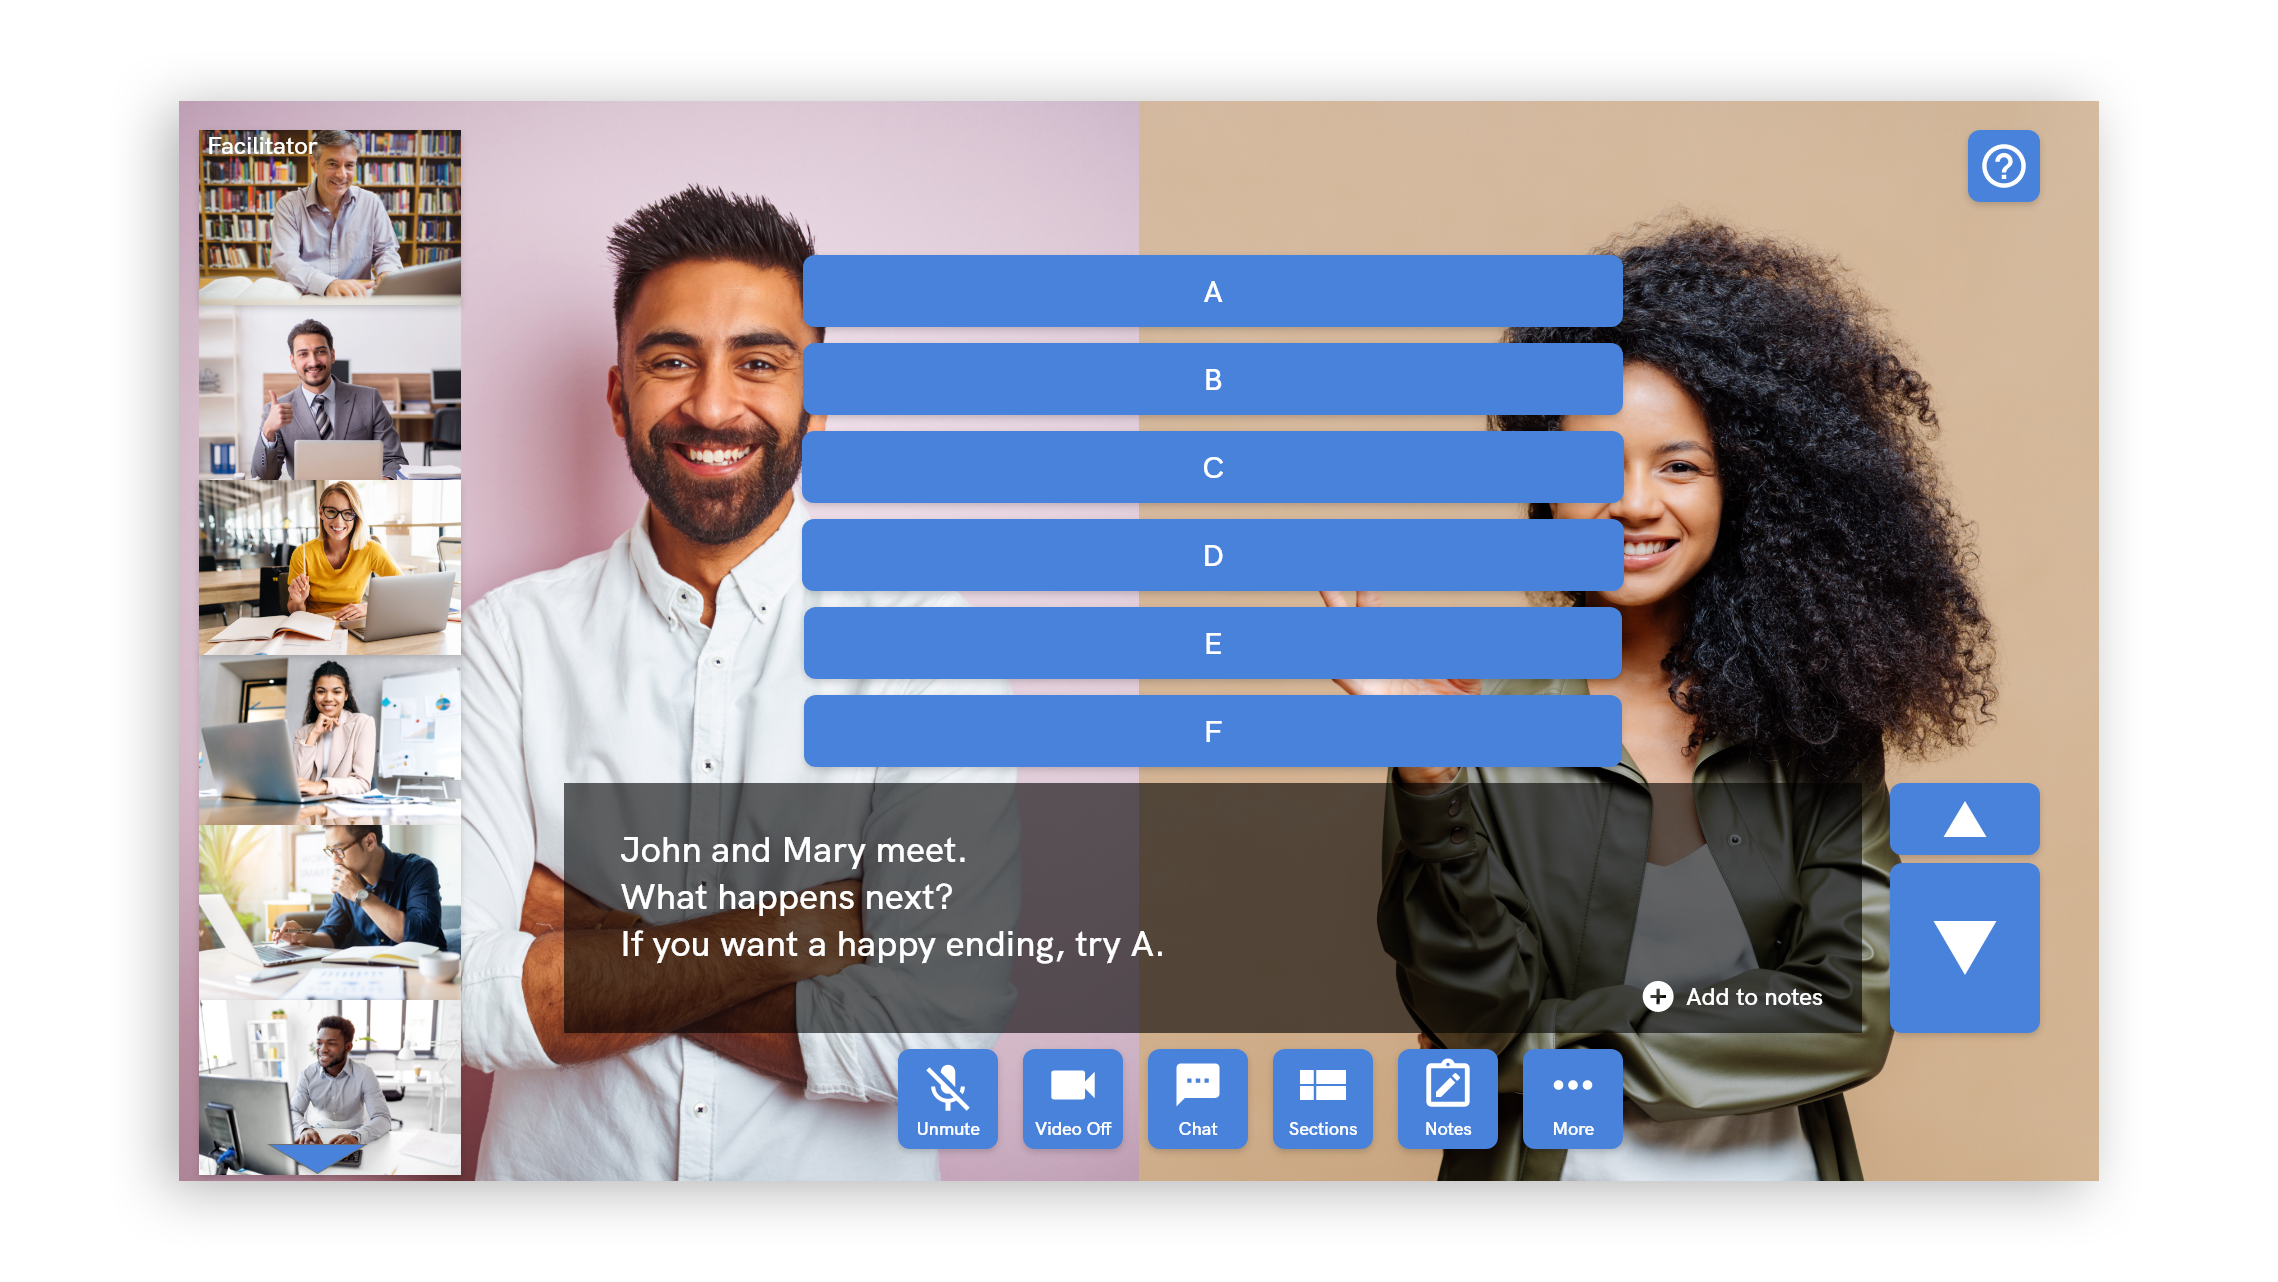 Facilitator
A
B
C
D
E
F
John and Mary meet.
What happens next?
If you want a happy ending, try A.
Add to notes
Unmute
Video Off
Chat
Sections
Notes
More